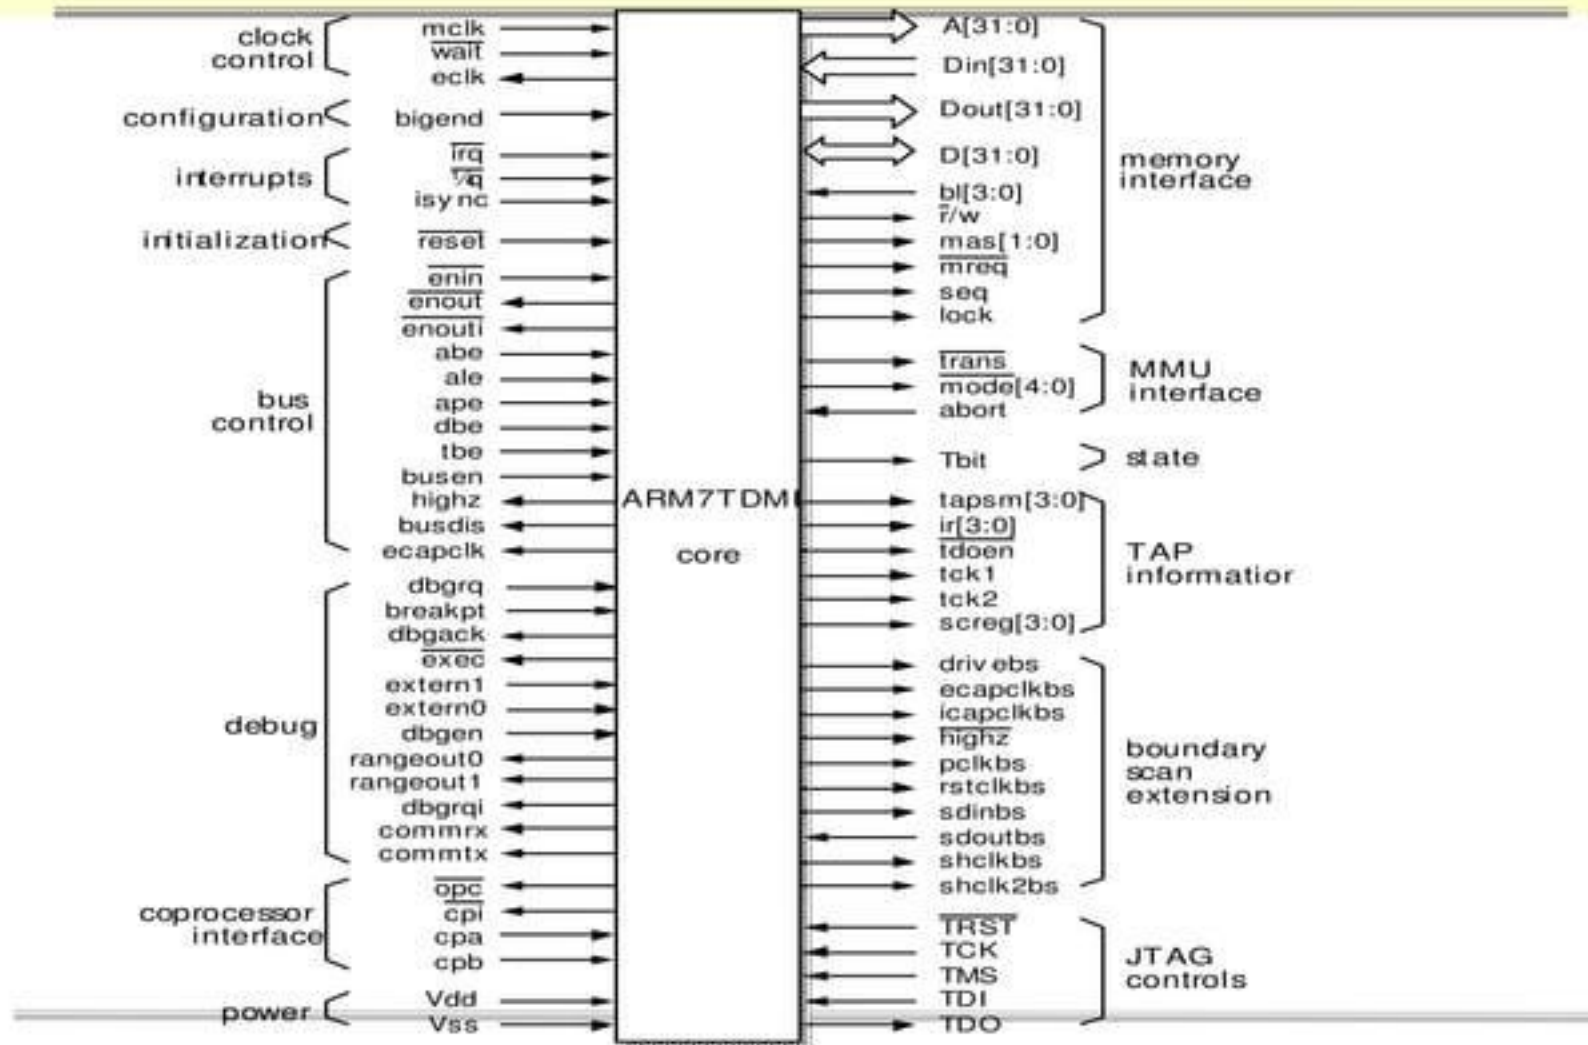 clock
control
mclk
wait
eclk
configuration
bigend
interrupts
irq
isync
initialization
reset
bus
control
enin
enout
enouti
abe
ale
ape
dbe
tbe
busen
highz
busdis
ecapclk
debug
dbgrq
breakpt
dbgack
exec
extern1
extern0
dbgen
rangeout0
rangeout1
dbgrqi
commrx
commtx
coprocessor
interface
opc
cpi
cpa
cpb
power
Vdd
Vss
ARM7TDMI
core
A[31:0]
Din[31:0]
Dout[31:0]
D[31:0]
bl[3:0]
r/w
mas[1:0]
mreq
seq
lock
memory
interface
trans
mode[4:0]
abort
MMU
interface
Tbit
state
tapsm[3:0]
ir[3:0]
tdoen
tck1
tck2
screg[3:0]
TAP
information
drivebs
ecapclkbs
icapclkbs
highz
pclkbs
rstclkbs
sdinbs
sdoutbs
shclkbs
shclk2bs
boundary
scan
extension
TRST
TCK
TMS
TDI
TDO
JTAG
controls